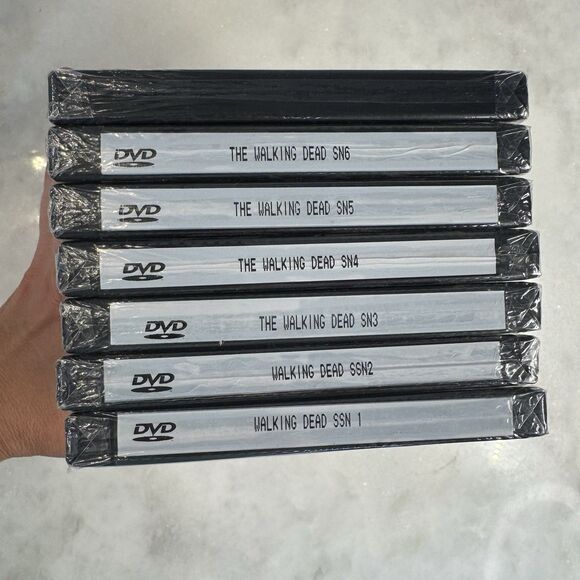 DVD THE WALKING DEAD SN6
DVD THE WALKING DEAD SN5
DVD THE WALKING DEAD SN4
DVD THE WALKING DEAD SN3
DVD WALKING DEAD SSN2
DVD WALKING DEAD SSN 1